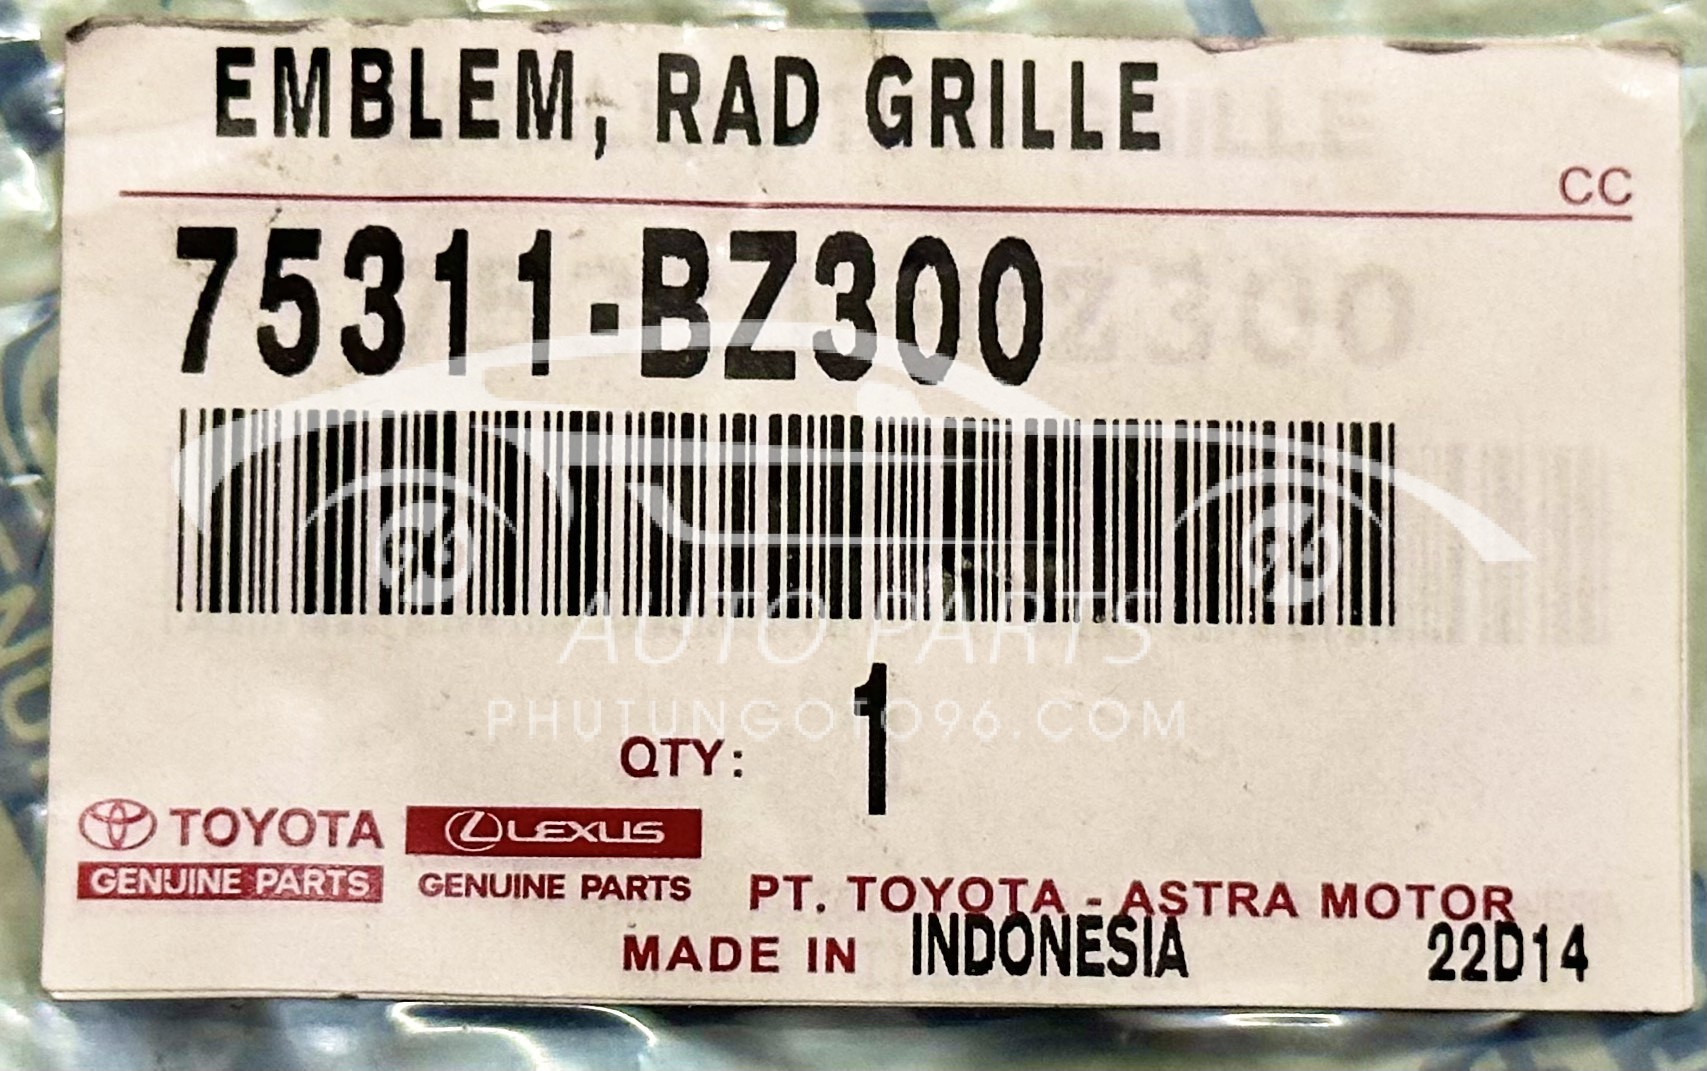 EMBLEM, RAD GRILLE
CC
75311-BZ300
AUTO PARTS
PHUTUNGOTO96.COM
QTY: 1
TOYOTA LEXUS
GENUINE PARTS GENUINE PARTS PT. TOYOTA - ASTRA MOTOR
MADE IN INDONESIA 22D14